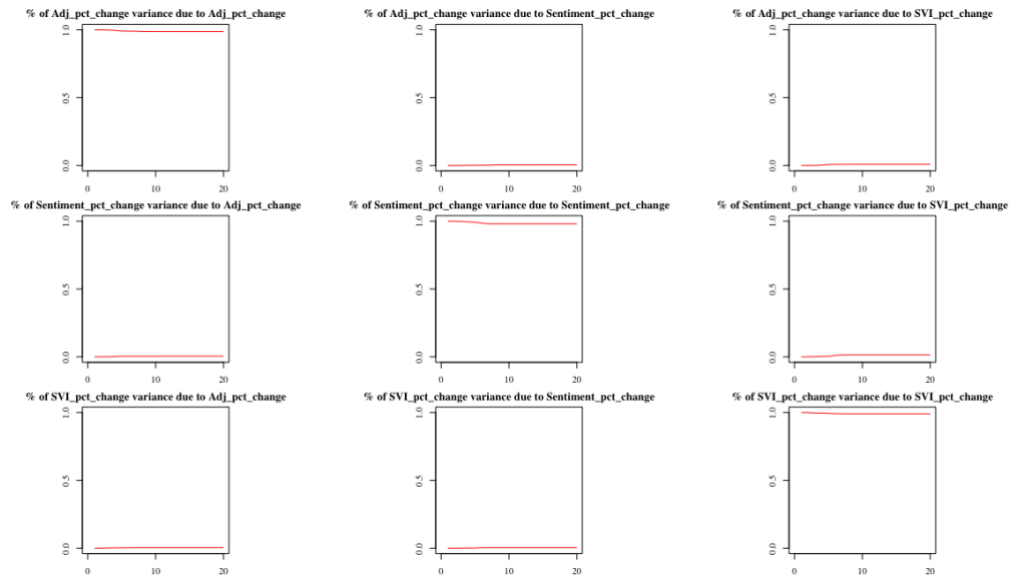 % of Adj_pct_change variance due to Adj_pct_change
% of Adj_pct_change variance due to Sentiment_pct_change
% of Adj_pct_change variance due to SVI_pct_change
1.0
0.5
0.0
0 10 20
1.0
0.5
0.0
0 10 20
1.0
0.5
0.0
0 10 20
% of Sentiment_pct_change variance due to Adj_pct_change
% of Sentiment_pct_change variance due to Sentiment_pct_change
% of Sentiment_pct_change variance due to SVI_pct_change
1.0
0.5
0.0
0 10 20
1.0
0.5
0.0
0 10 20
1.0
0.5
0.0
0 10 20
% of SVI_pct_change variance due to Adj_pct_change
% of SVI_pct_change variance due to Sentiment_pct_change
% of SVI_pct_change variance due to SVI_pct_change
1.0
0.5
0.0
0 10 20
1.0
0.5
0.0
0 10 20
1.0
0.5
0.0
0 10 20